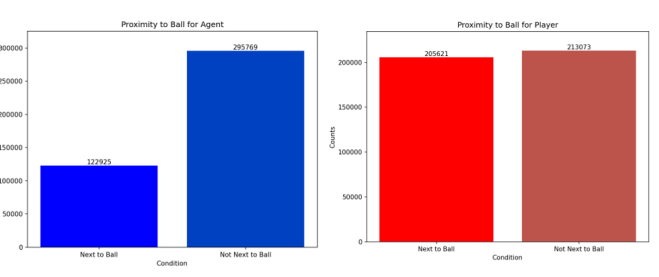 Proximity to Ball for Agent
295769
122925
300000
250000
200000
150000
100000
50000
0
Next to Ball
Not Next to Ball
Condition
Proximity to Ball for Player
205621
213073
200000
150000
100000
50000
0
Counts
Next to Ball
Not Next to Ball
Condition